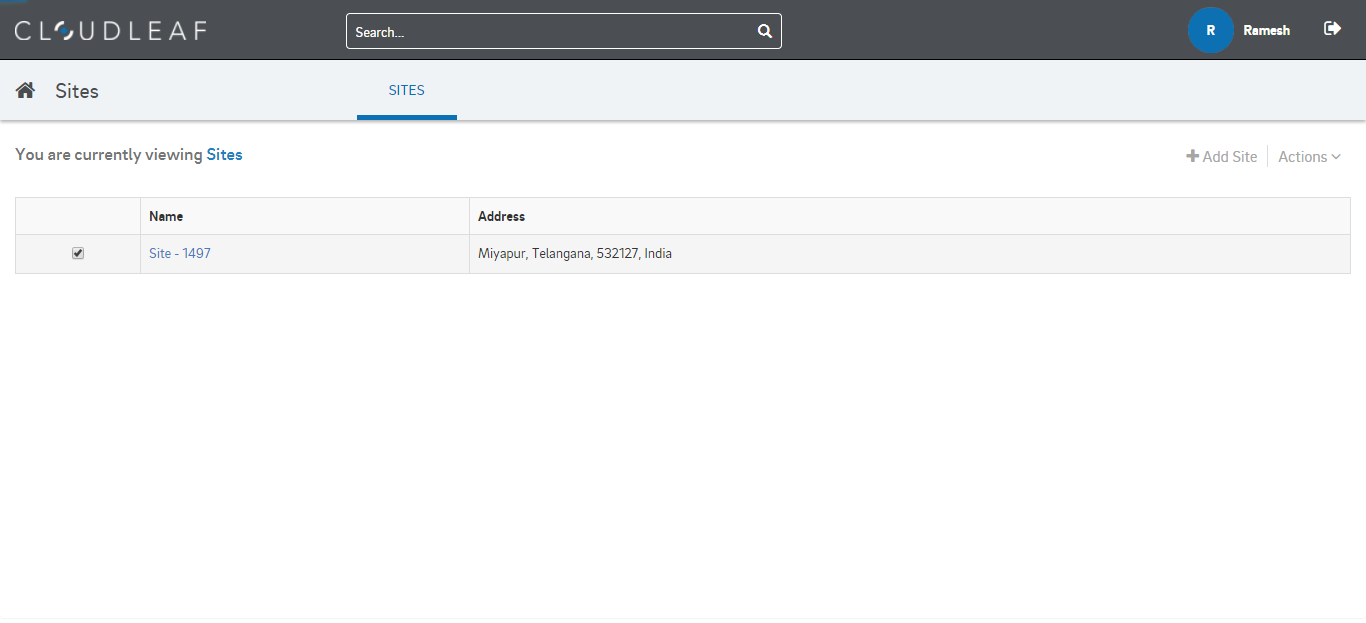 CLOUDLEAF
Search...
R
Ramesh
Sites
SITES
You are currently viewing Sites
Add Site
Actions
Name
Address
Site - 1497
Miyapur, Telangana, 532127, India